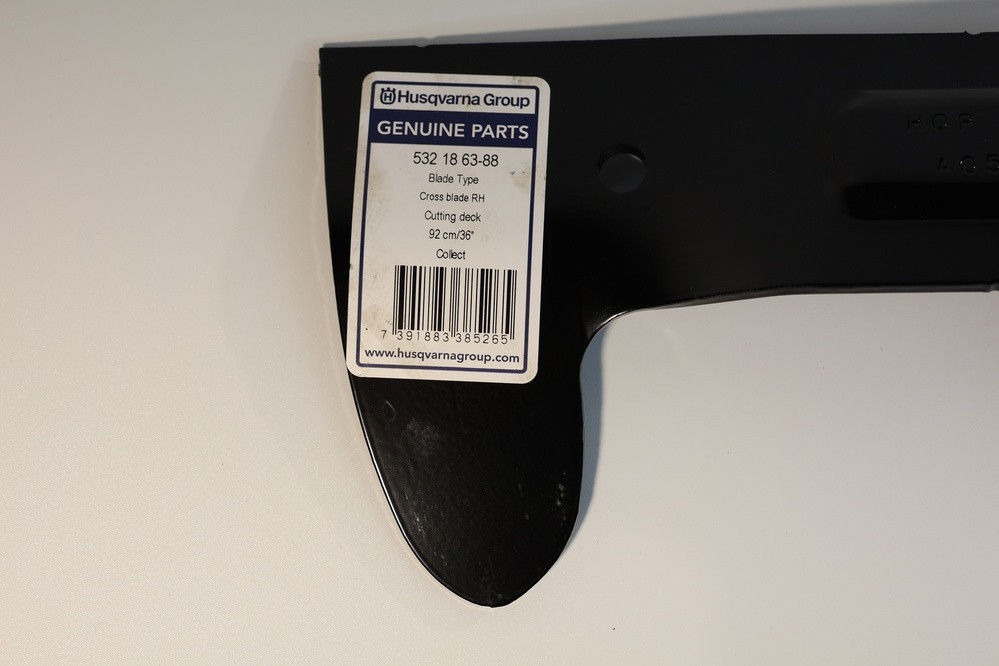 Husqvarna Group
GENUINE PARTS
532 18 63-88
Blade Type
Cross blade RH
Cutting deck
92 cm/36"
Collect
7 391883 385265
www.husqvarnagroup.com